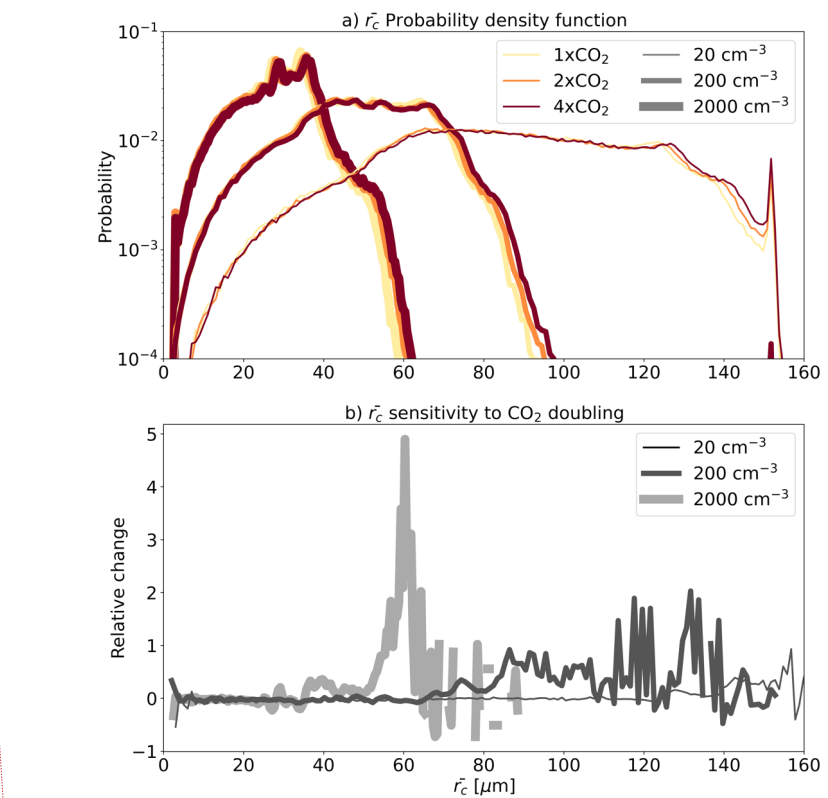 a) r̄_c Probability density function
10⁻¹
10⁻²
10⁻³
10⁻⁴
Probability
1xCO₂
2xCO₂
4xCO₂
20 cm⁻³
200 cm⁻³
2000 cm⁻³
0 20 40 60 80 100 120 140 160
b) r̄_c sensitivity to CO₂ doubling
5
4
3
2
1
0
−1
Relative change
20 cm⁻³
200 cm⁻³
2000 cm⁻³
0 20 40 60 80 100 120 140 160
r̄_c [μm]